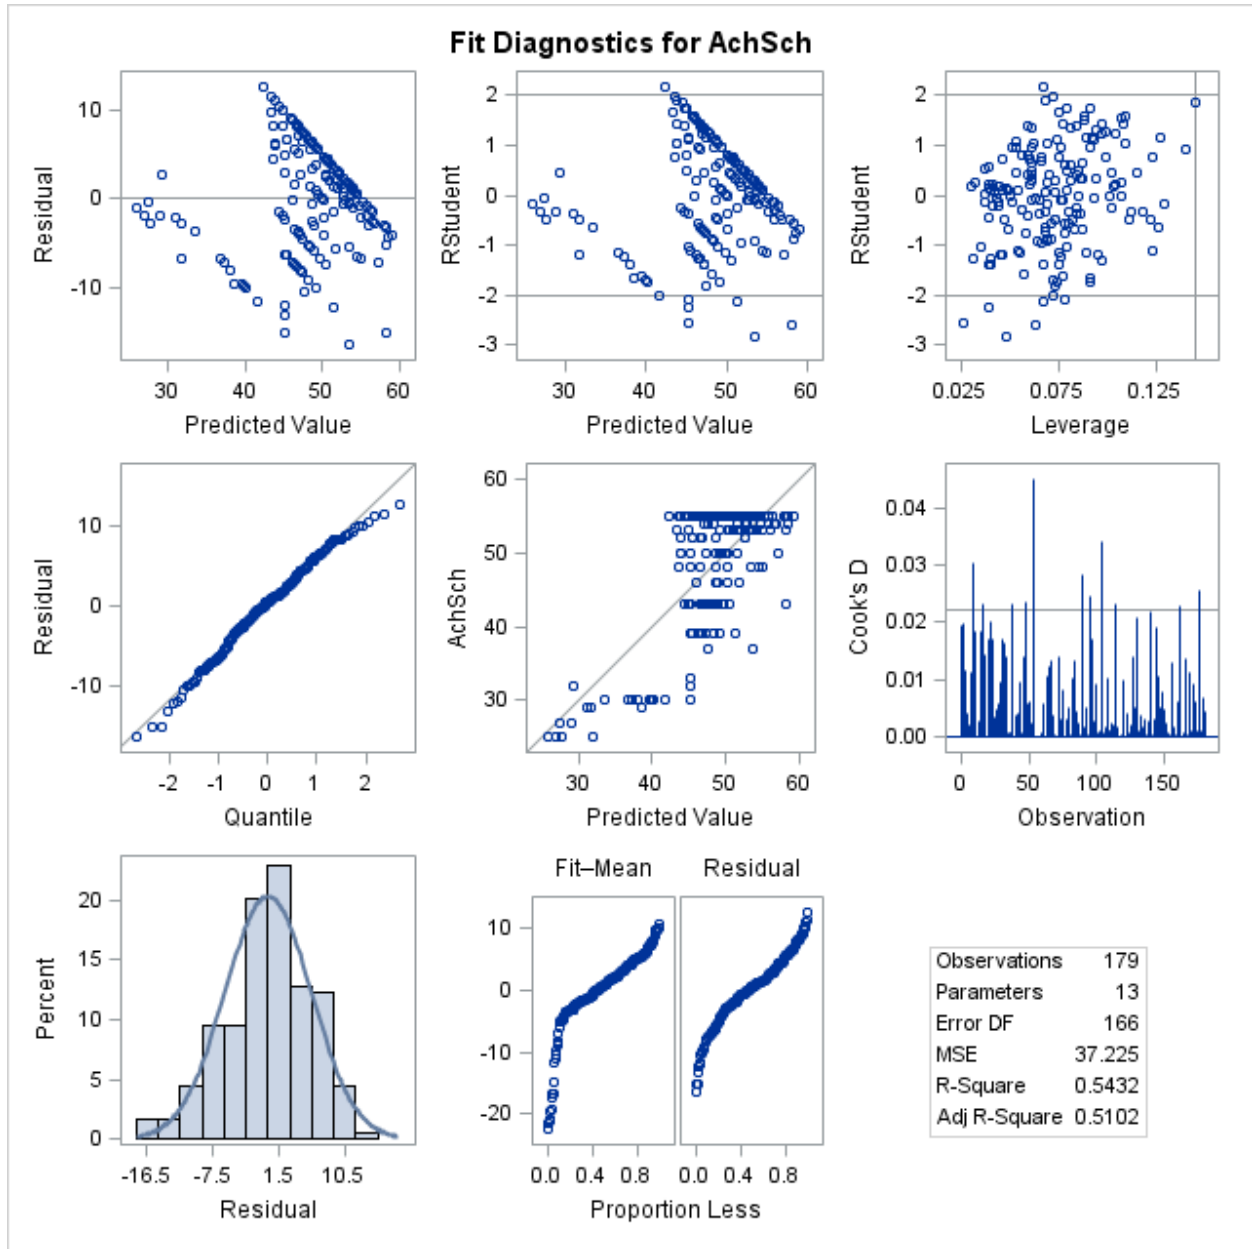 Fit Diagnostics for AchSch
Residual
10
0
-10
30 40 50 60
Predicted Value
RStudent
2
1
0
-1
-2
-3
30 40 50 60
Predicted Value
RStudent
2
1
0
-1
-2
-3
0.025 0.075 0.125
Leverage
Residual
10
0
-10
-2 -1 0 1 2
Quantile
AchSch
60
50
40
30
30 40 50 60
Predicted Value
Cook's D
0.04
0.03
0.02
0.01
0.00
0 50 100 150
Observation
Percent
20
15
10
5
0
-16.5 -7.5 1.5 10.5
Residual
Fit–Mean Residual
10
0
-10
-20
0.0 0.4 0.8 0.0 0.4 0.8
Proportion Less
Observations 179
Parameters 13
Error DF 166
MSE 37.225
R-Square 0.5432
Adj R-Square 0.5102